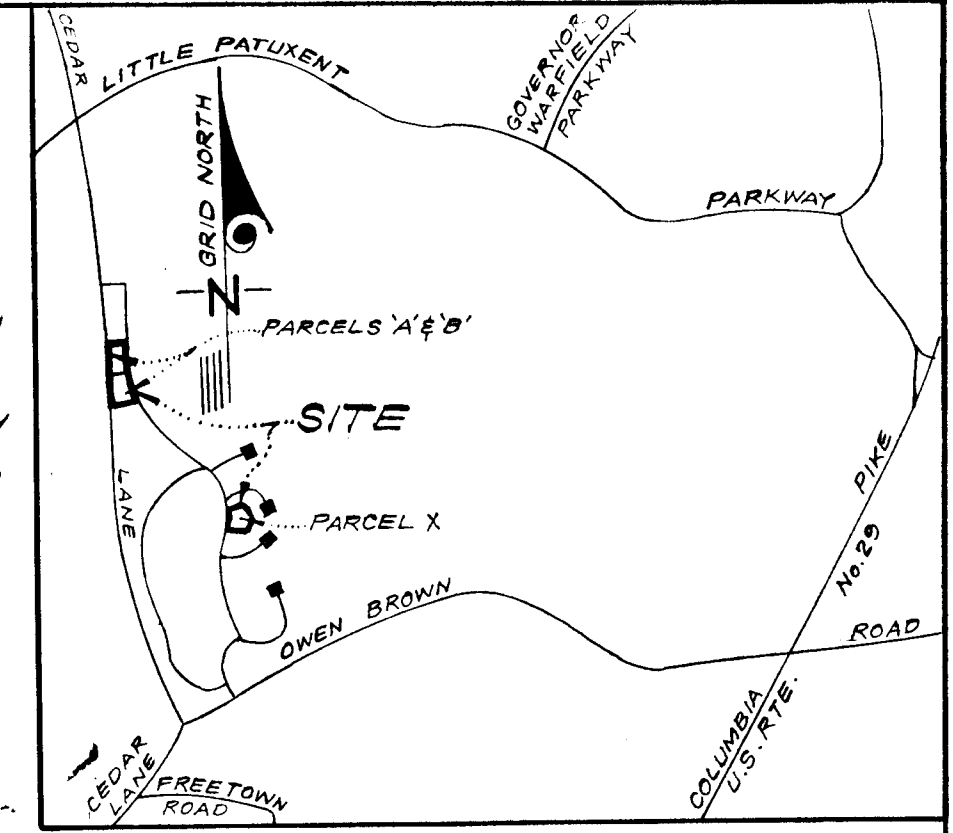 CEDAR
LITTLE PATUXENT
GOVERNOR
WARFIELD
PARKWAY
PARKWAY
GRID NORTH
N
PARCELS 'A' & 'B'
SITE
LANE
PARCEL X
PIKE
No. 29
OWEN BROWN
ROAD
COLUMBIA
U.S. RTE.
CEDAR
LANE
FREETOWN
ROAD